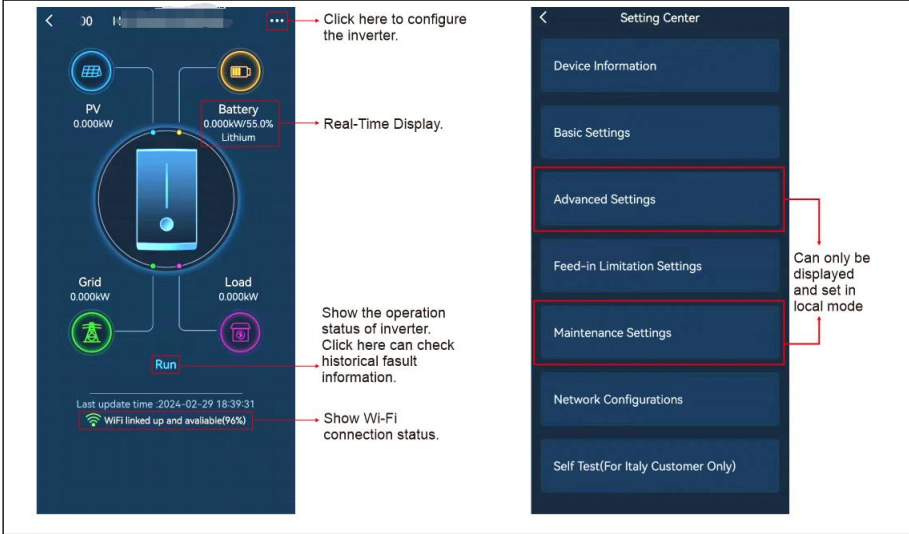 Click here to configure
the inverter.
PV
0.000kW
Battery
0.000kW/55.0%
Lithium
Real-Time Display.
Grid
0.000kW
Load
0.000kW
Run
Show the operation
status of inverter.
Click here can check
historical fasult
information.
Last update time :2024-02-29 18:39:31
WiFi linked up and avaliable(96%)
Show Wi-Fi
connection status.
Setting Center
Device Information
Basic Settings
Advanced Settings
Feed-in Limitation Settings
Maintenance Settings
Network Configurations
Self Test(For Italy Customer Only)
Can only be
displayed
and set in
local mode